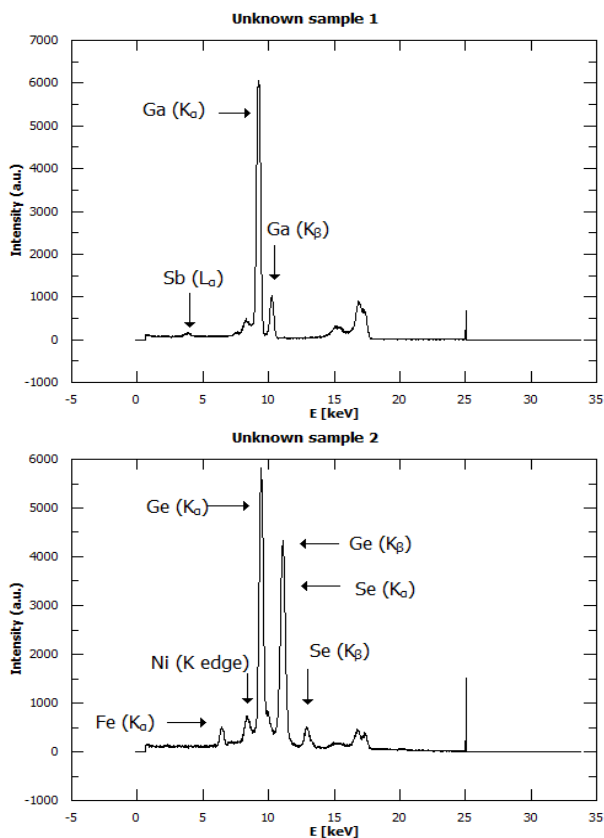 Unknown sample 1
7000
6000
5000
4000
3000
2000
1000
0
-1000
Intensity (a.u.)
Ga (Kα)
Ga (Kβ)
Sb (Lα)
-5 0 5 10 15 20 25 30 35
E [keV]
Unknown sample 2
6000
5000
4000
3000
2000
1000
0
-1000
Intensity (a.u.)
Ge (Kα)
Ge (Kβ)
Se (Kα)
Ni (K edge)
Se (Kβ)
Fe (Kα)
-5 0 5 10 15 20 25 30 35
E [keV]